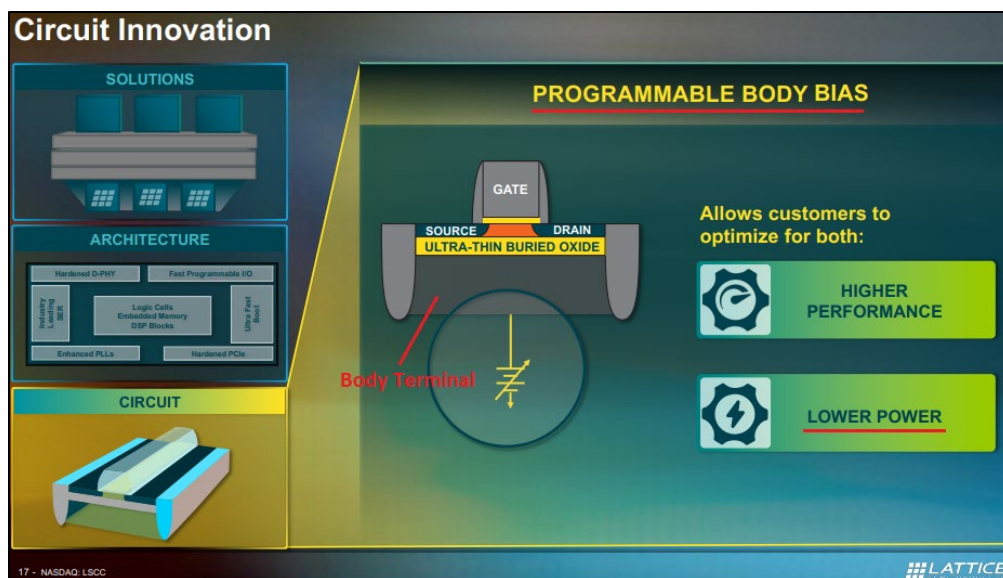 Circuit Innovation
SOLUTIONS
ARCHITECTURE
Hardened D-PHY
Fast Programmable I/O
Industry
Leading
SER
Logic Cells
Embedded Memory
DSP Blocks
Ultra Fast
Boot
Enhanced PLLs
Hardened PCIe
CIRCUIT
PROGRAMMABLE BODY BIAS
GATE
SOURCE
DRAIN
ULTRA-THIN BURIED OXIDE
Body Terminal
Allows customers to
optimize for both:
HIGHER
PERFORMANCE
LOWER POWER
17 - NASDAQ: LSCC
LATTICE